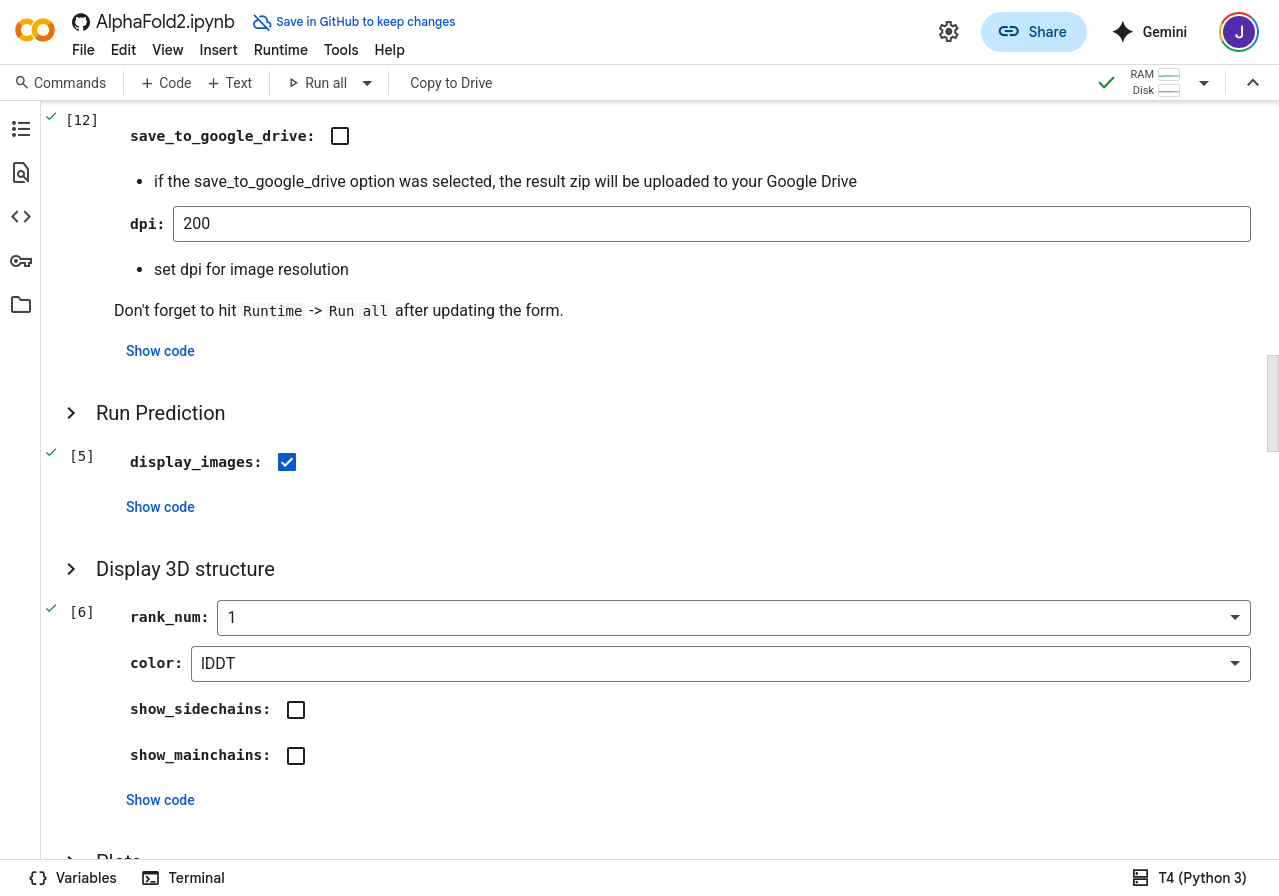 AlphaFold2.ipynb
Save in GitHub to keep changes
File Edit View Insert Runtime Tools Help
Share
Gemini
J
Commands
+ Code + Text
Run all
Copy to Drive
RAM
Disk
[12]
save_to_google_drive:
• if the save_to_google_drive option was selected, the result zip will be uploaded to your Google Drive
dpi: 200
• set dpi for image resolution
Don't forget to hit Runtime -> Run all after updating the form.
Show code
Run Prediction
[5]
display_images:
Show code
Display 3D structure
[6]
rank_num: 1
color: lDDT
show_sidechains:
show_mainchains:
Show code
Plots
Variables
Terminal
T4 (Python 3)